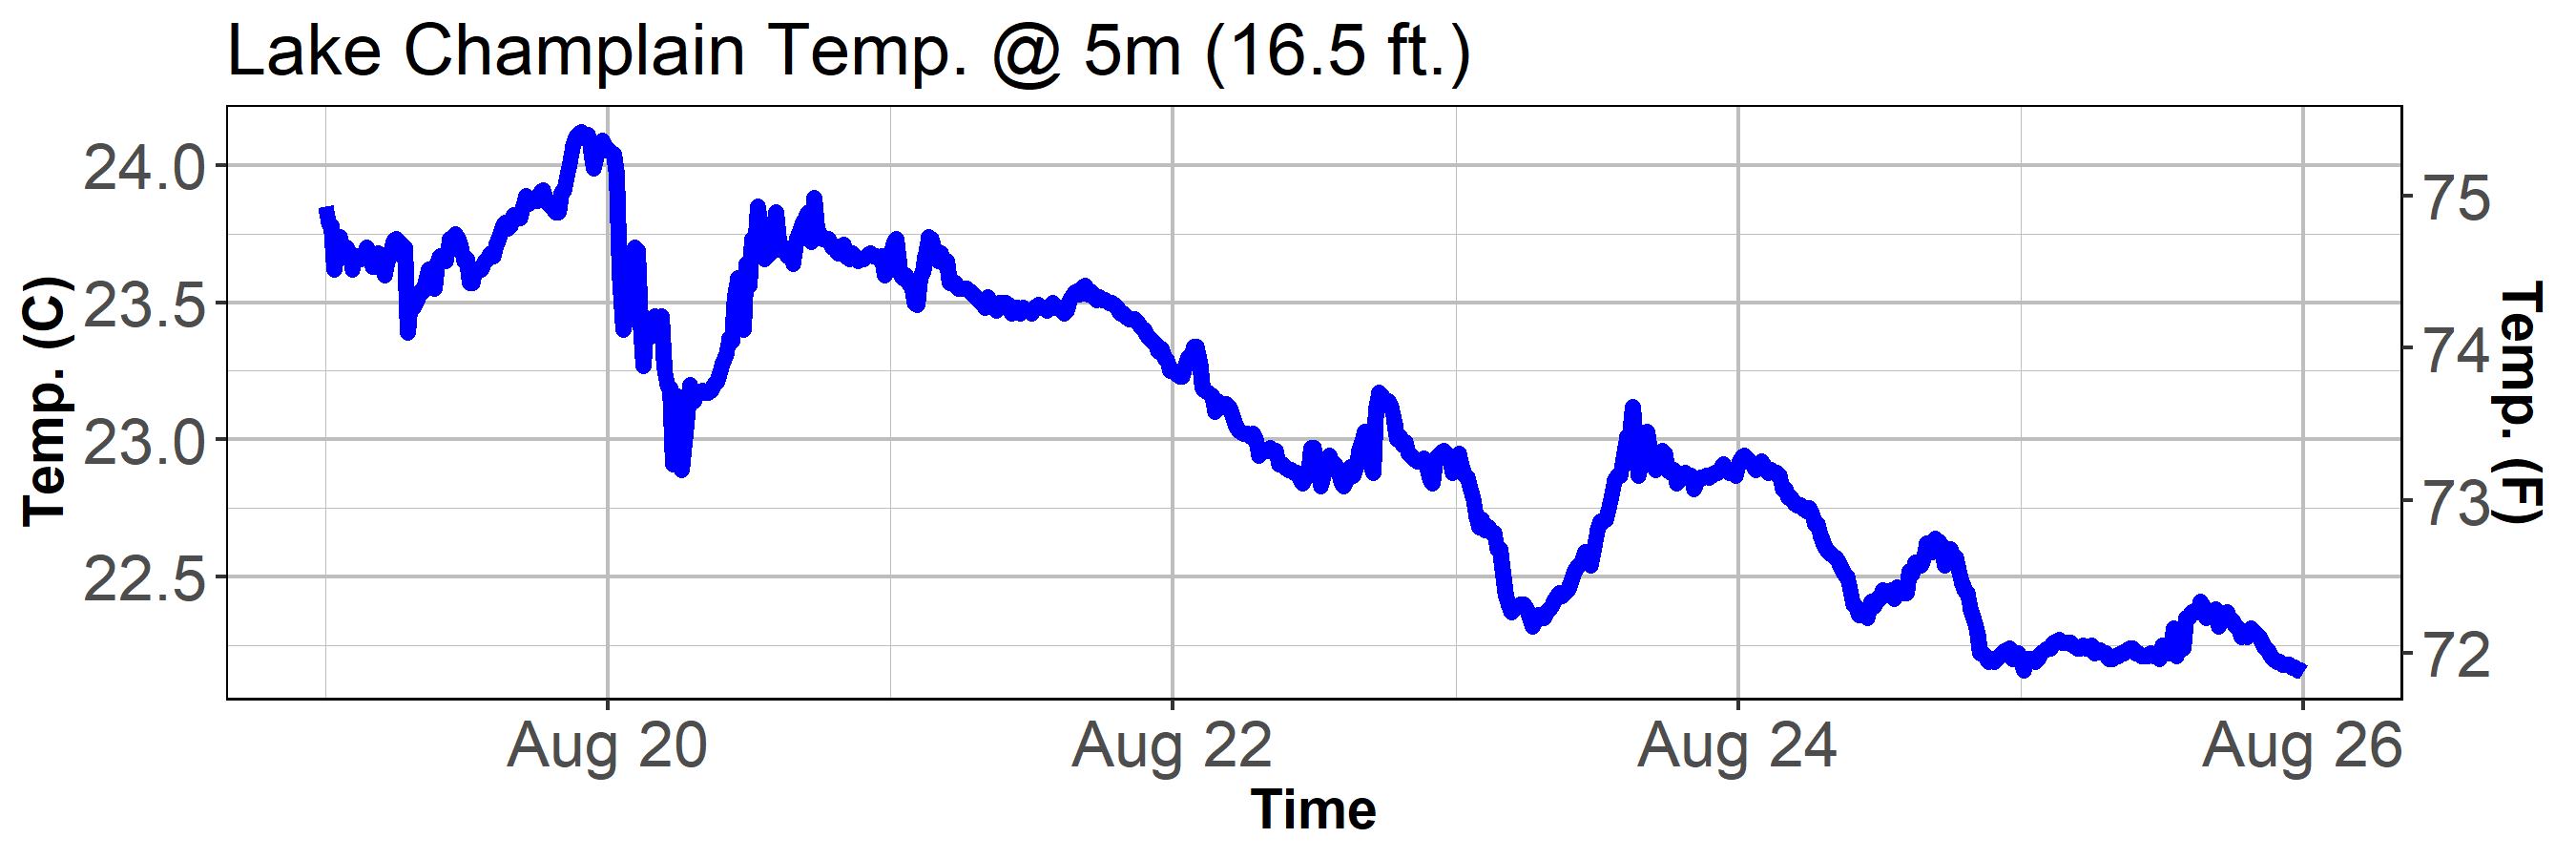 Lake Champlain Temp. @ 5m (16.5 ft.)
Temp. (C)
24.0
23.5
23.0
22.5
75
74
73
72
Temp. (F)
Aug 20 Aug 22 Aug 24 Aug 26
Time